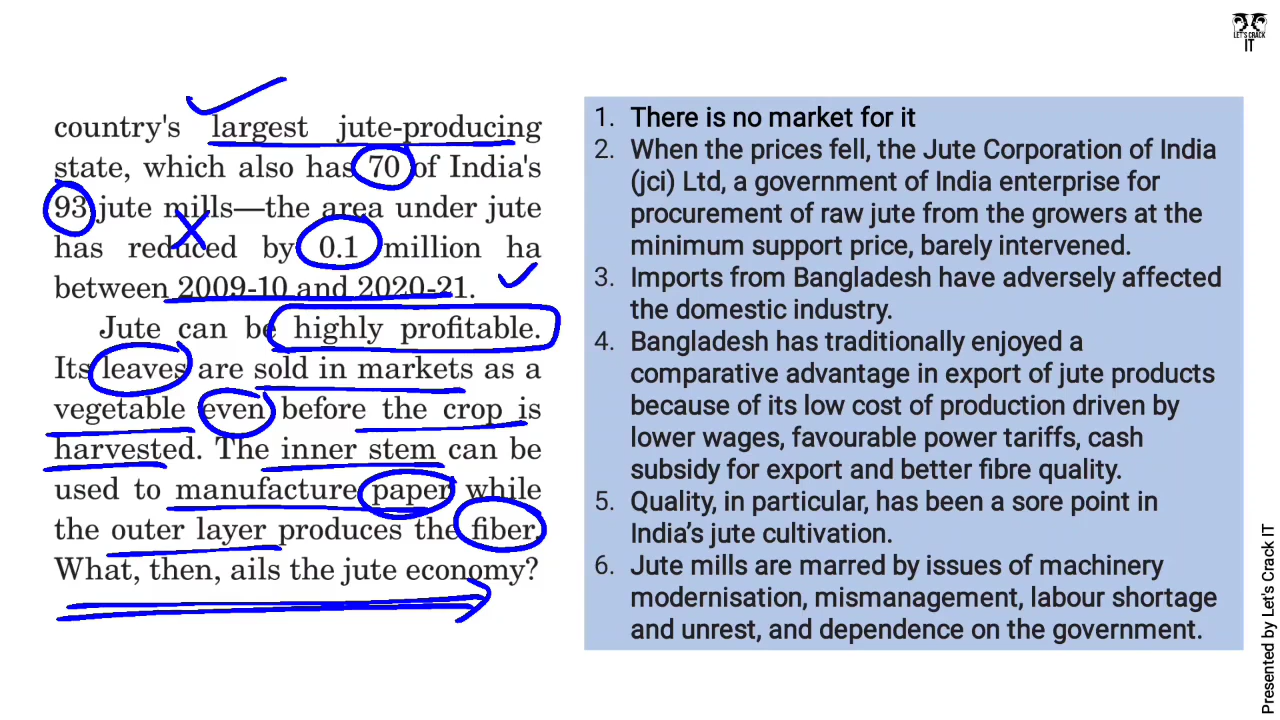 LET'S CRACK
IT
country's largest jute-producing
state, which also has 70 of India's
93 jute mills—the area under jute
has reduced by 0.1 million ha
between 2009-10 and 2020-21.
Jute can be highly profitable.
Its leaves are sold in markets as a
vegetable even before the crop is
harvested. The inner stem can be
used to manufacture paper while
the outer layer produces the fiber.
What, then, ails the jute economy?
1. There is no market for it
2. When the prices fell, the Jute Corporation of India
(jci) Ltd, a government of India enterprise for
procurement of raw jute from the growers at the
minimum support price, barely intervened.
3. Imports from Bangladesh have adversely affected
the domestic industry.
4. Bangladesh has traditionally enjoyed a
comparative advantage in export of jute products
because of its low cost of production driven by
lower wages, favourable power tariffs, cash
subsidy for export and better fibre quality.
5. Quality, in particular, has been a sore point in
India's jute cultivation.
6. Jute mills are marred by issues of machinery
modernisation, mismanagement, labour shortage
and unrest, and dependence on the government.
Presented by Let's Crack IT